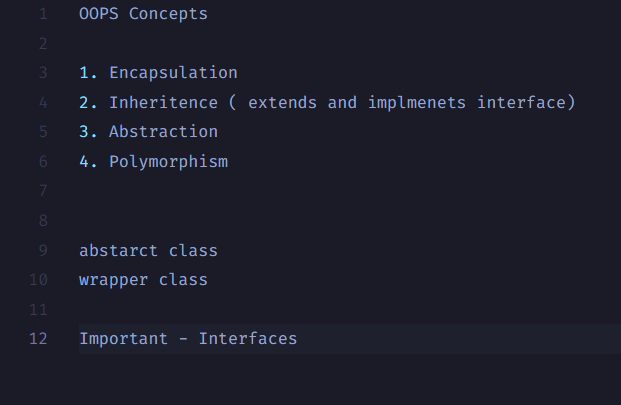 1 OOPS Concepts
2
3 1. Encapsulation
4 2. Inheritence ( extends and implmenets interface)
5 3. Abstraction
6 4. Polymorphism
7
8
9 abstarct class
10 wrapper class
11
12 Important - Interfaces